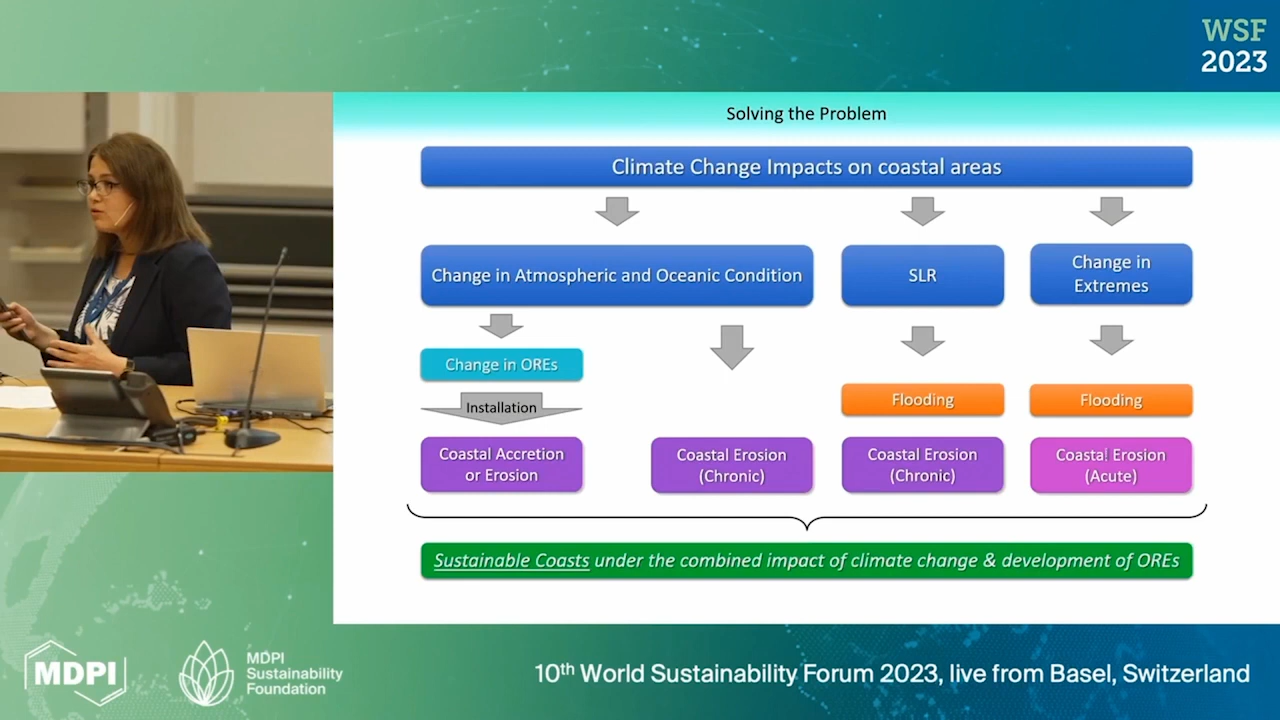 WSF
2023
Solving the Problem
Climate Change Impacts on coastal areas
Change in Atmospheric and Oceanic Condition
SLR
Change in
Extremes
Change in OREs
Installation
Flooding
Flooding
Coastal Accretion
or Erosion
Coastal Erosion
(Chronic)
Coastal Erosion
(Chronic)
Coastal Erosion
(Acute)
Sustainable Coasts under the combined impact of climate change & development of OREs
MDPI
MDPI
Sustainability
Foundation
10th World Sustainability Forum 2023, live from Basel, Switzerland